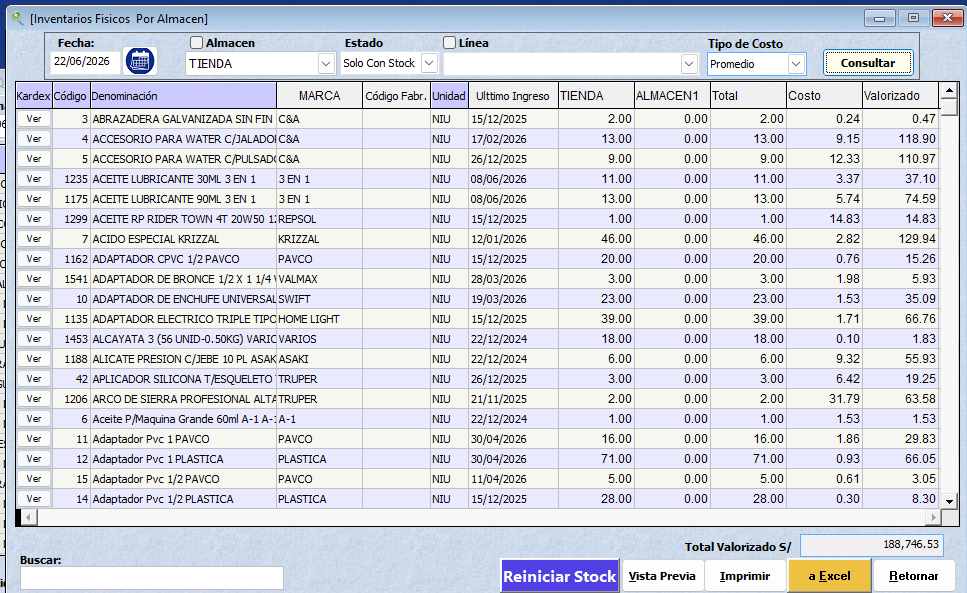 [Inventarios Fisicos Por Almacen]
Fecha: Almacen Estado Línea Tipo de Costo
22/06/2026 TIENDA Solo Con Stock Promedio Consultar
Kardex Código Denominación MARCA Código Fabr. Unidad Ulttimo Ingreso TIENDA ALMACEN1 Total Costo Valorizado
Ver 3 ABRAZADERA GALVANIZADA SIN FIN C&A NIU 15/12/2025 2.00 0.00 2.00 0.24 0.47
Ver 4 ACCESORIO PARA WATER C/JALADO C&A NIU 17/02/2026 13.00 0.00 13.00 9.15 118.90
Ver 5 ACCESORIO PARA WATER C/PULSAD C&A NIU 26/12/2025 9.00 0.00 9.00 12.33 110.97
Ver 1235 ACEITE LUBRICANTE 30ML 3 EN 1 3 EN 1 NIU 08/06/2026 11.00 0.00 11.00 3.37 37.10
Ver 1175 ACEITE LUBRICANTE 90ML 3 EN 1 3 EN 1 NIU 08/06/2026 13.00 0.00 13.00 5.74 74.59
Ver 1299 ACEITE RP RIDER TOWN 4T 20W50 1 REPSOL NIU 15/12/2025 1.00 0.00 1.00 14.83 14.83
Ver 7 ACIDO ESPECIAL KRIZZAL KRIZZAL NIU 12/01/2026 46.00 0.00 46.00 2.82 129.94
Ver 1162 ADAPTADOR CPVC 1/2 PAVCO PAVCO NIU 15/12/2025 20.00 0.00 20.00 0.76 15.26
Ver 1541 ADAPTADOR DE BRONCE 1/2 X 1 1/4 VALMAX NIU 28/03/2026 3.00 0.00 3.00 1.98 5.93
Ver 10 ADAPTADOR DE ENCHUFE UNIVERSAL SWIFT NIU 19/03/2026 23.00 0.00 23.00 1.53 35.09
Ver 1135 ADAPTADOR ELECTRICO TRIPLE TIPO HOME LIGHT NIU 15/12/2025 39.00 0.00 39.00 1.71 66.76
Ver 1453 ALCAYATA 3 (56 UNID-0.50KG) VARIO VARIOS NIU 22/12/2024 18.00 0.00 18.00 0.10 1.83
Ver 1188 ALICATE PRESION C/JEBE 10 PL ASAK ASAKI NIU 22/12/2024 6.00 0.00 6.00 9.32 55.93
Ver 42 APLICADOR SILICONA T/ESQUELETO TRUPER NIU 26/12/2025 3.00 0.00 3.00 6.42 19.25
Ver 1206 ARCO DE SIERRA PROFESIONAL ALTA TRUPER NIU 21/11/2025 2.00 0.00 2.00 31.79 63.58
Ver 6 Aceite P/Maquina Grande 60ml A-1 A- A-1 NIU 22/12/2024 1.00 0.00 1.00 1.53 1.53
Ver 11 Adaptador Pvc 1 PAVCO PAVCO NIU 30/04/2026 16.00 0.00 16.00 1.86 29.83
Ver 12 Adaptador Pvc 1 PLASTICA PLASTICA NIU 30/04/2026 71.00 0.00 71.00 0.93 66.05
Ver 15 Adaptador Pvc 1/2 PAVCO PAVCO NIU 11/04/2026 5.00 0.00 5.00 0.61 3.05
Ver 14 Adaptador Pvc 1/2 PLASTICA PLASTICA NIU 15/12/2025 28.00 0.00 28.00 0.30 8.30
Total Valorizado S/ 188,746.53
Buscar:
Reiniciar Stock Vista Previa Imprimir a Excel Retornar